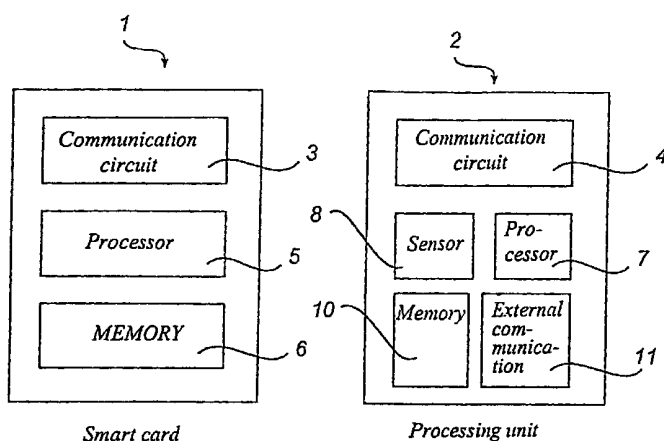 1
2
Communication
circuit
3
Processor
5
MEMORY
6
Smart card
Communication
circuit
4
8
Sensor
Pro-
cessor
7
10
Memory
External
com-
munica-
tion
11
Processing unit